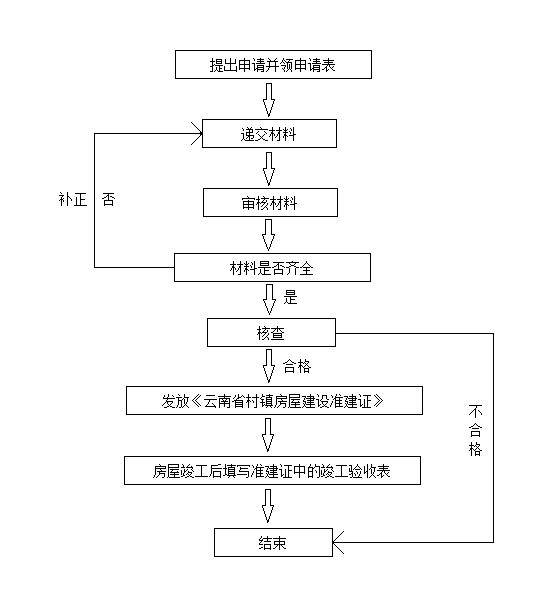 提出申请并领申请表
递交材料
补正
否
审核材料
材料是否齐全
是
核查
合格
发放《云南省村镇房屋建设准建证》
不合格
房屋竣工后填写准建证中的竣工验收表
结束